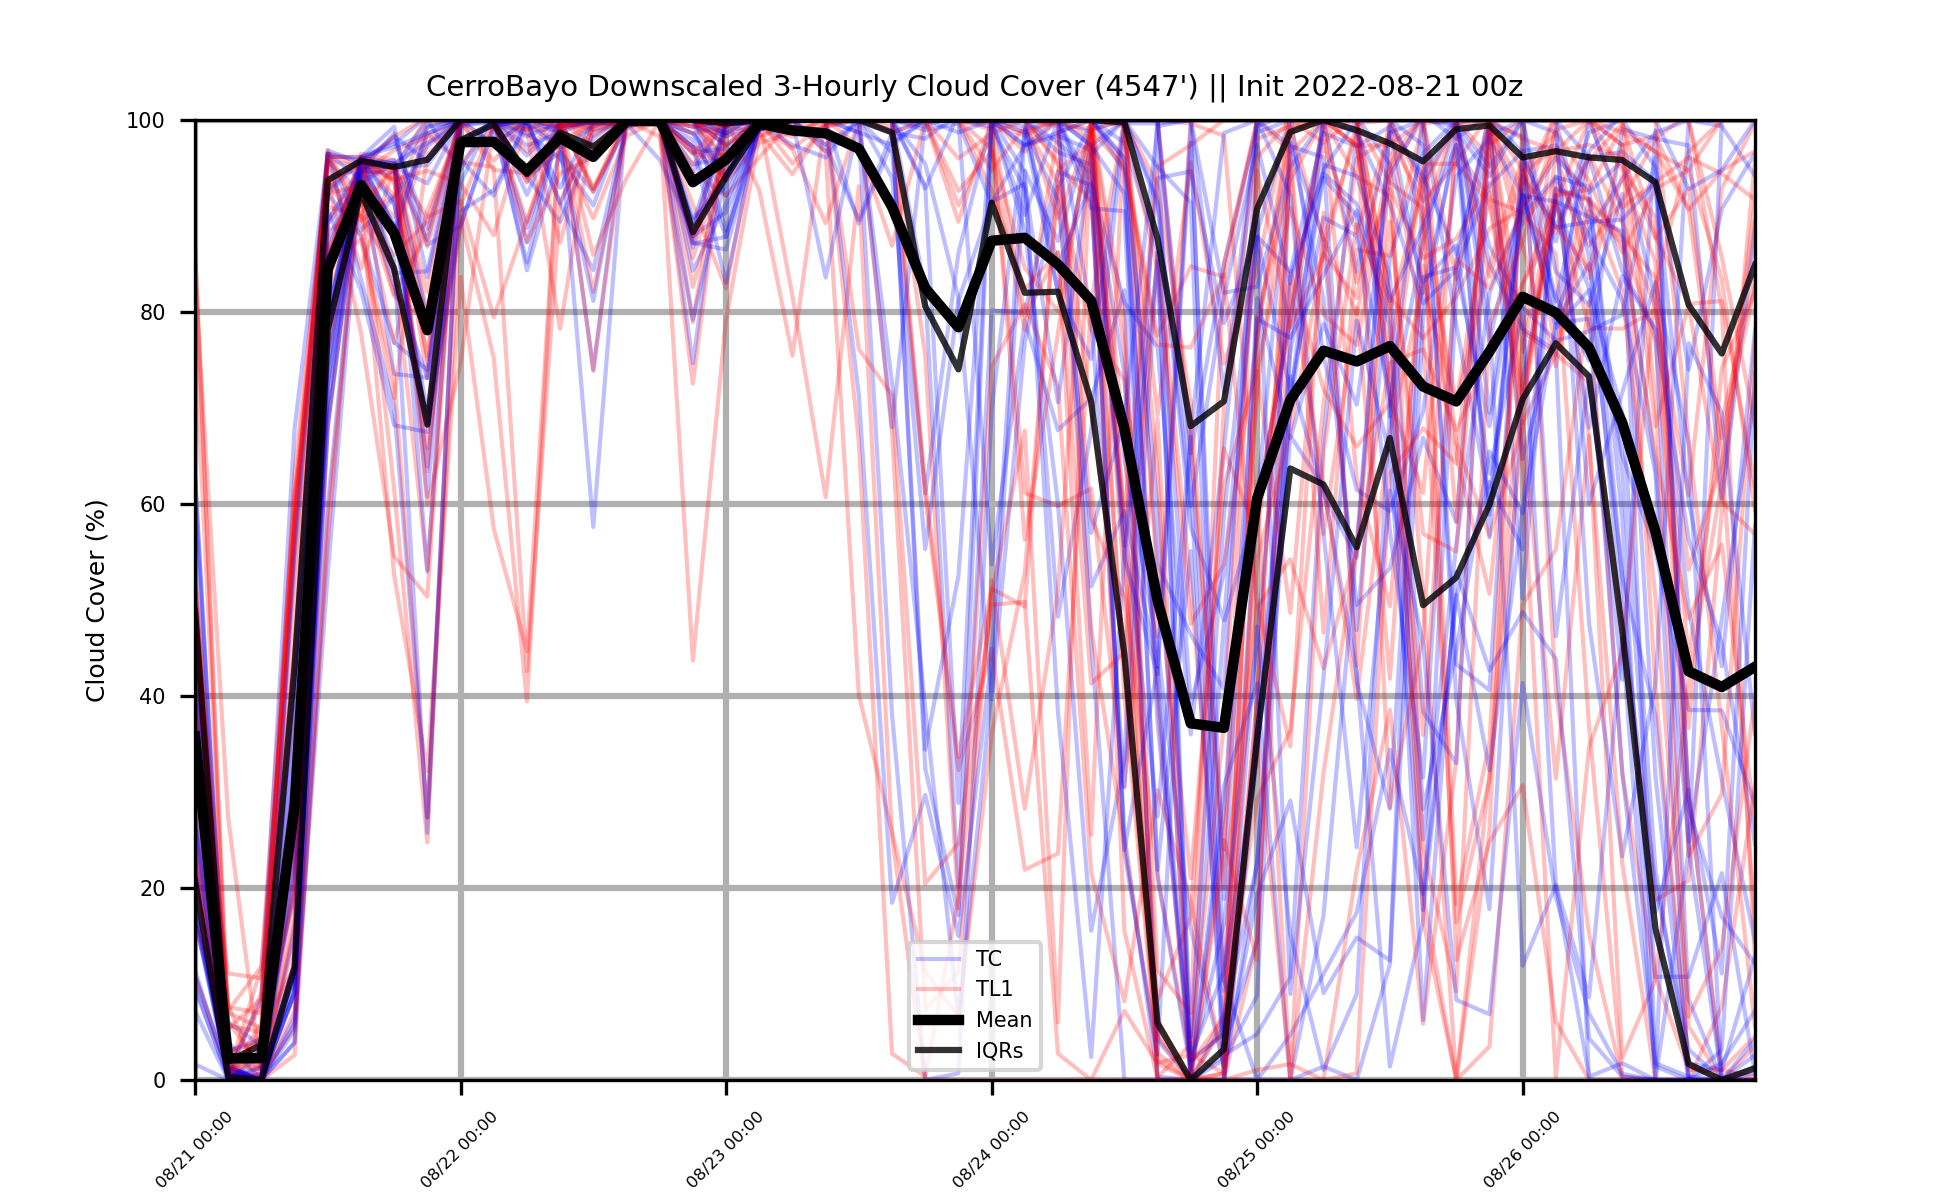 CerroBayo Downscaled 3-Hourly Cloud Cover (4547') || Init 2022-08-21 00z
Cloud Cover (%)
100
80
60
40
20
0
TC
TL1
Mean
IQRs
08/21 00:00
08/22 00:00
08/23 00:00
08/24 00:00
08/25 00:00
08/26 00:00